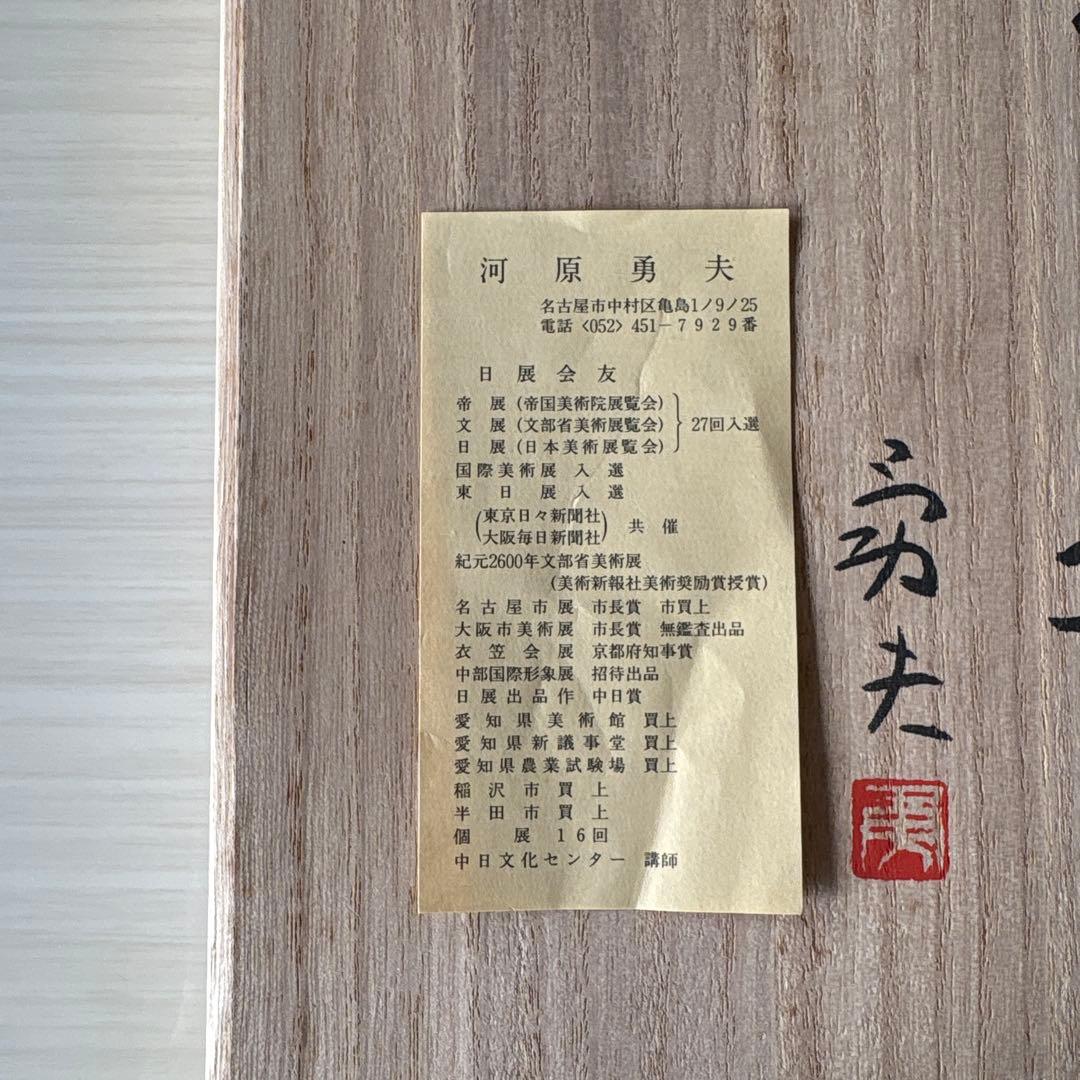 河原勇夫
名古屋市中村区亀島1ノ9ノ25
電話〈052〉451-7929番
日展会友
帝展(帝国美術院展覧会)
文展(文部省美術展覧会) 27回入選
日展(日本美術展覧会)
国際美術展 入選
東日展入選
(東京日々新聞社
大阪毎日新聞社) 共催
紀元2600年文部省美術展
(美術新報社美術奨励賞授賞)
名古屋市展 市長賞 市買上
大阪市美術展 市長賞 無鑑査出品
衣笠会展 京都府知事賞
中部国際形象展 招待出品
日展出品作 中日賞
愛知県美術館 買上
愛知県新議事堂 買上
愛知県農業試験場 買上
稲沢市買上
半田市買上
個展16回
中日文化センター 講師
勇夫